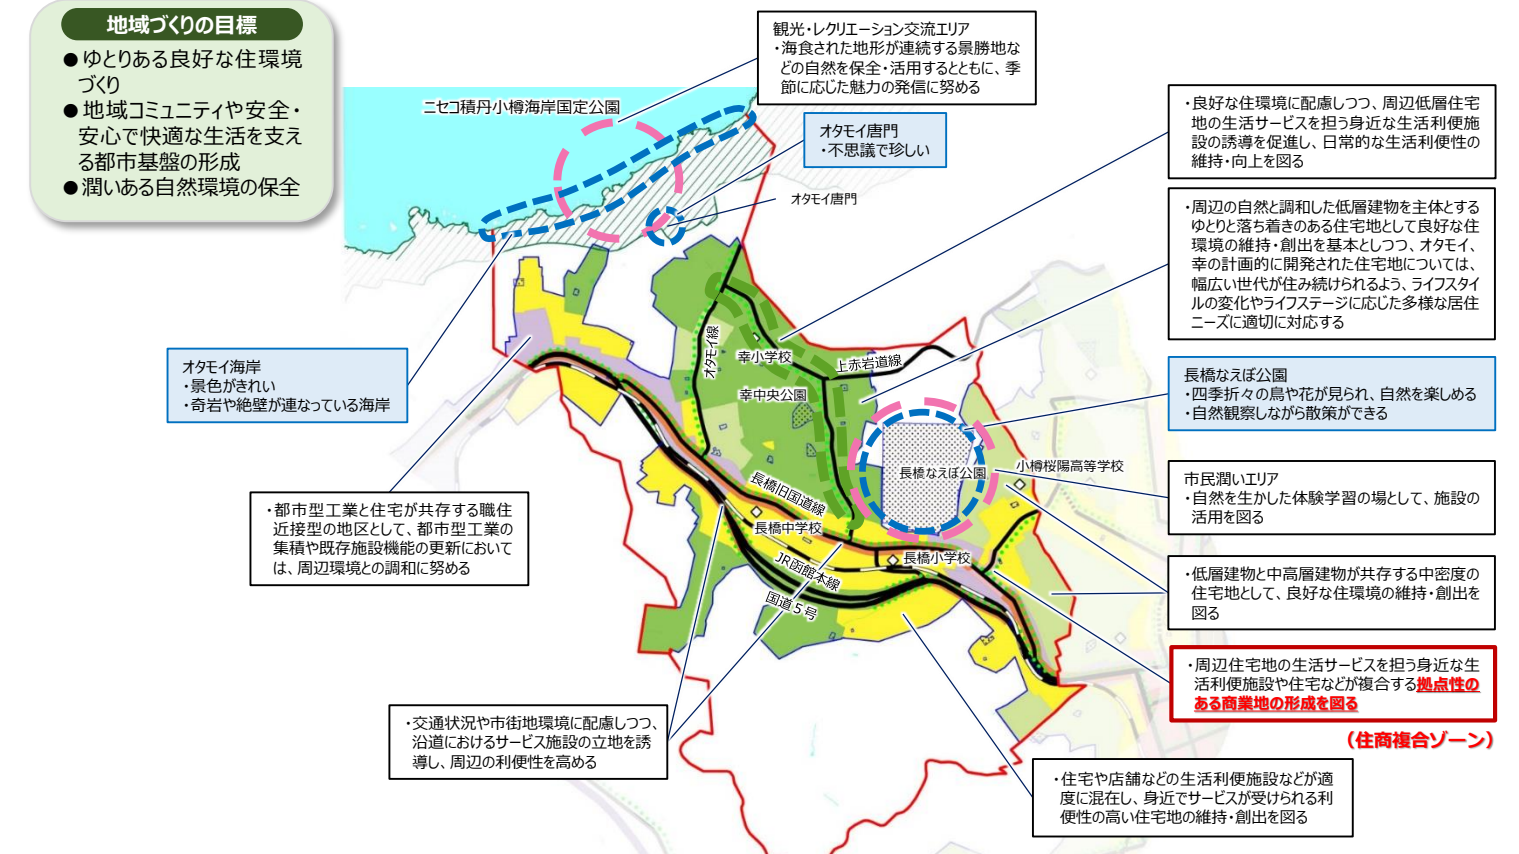 地域づくりの目標
●ゆとりある良好な住環境
づくり
●地域コミュニティや安全・
安心で快適な生活を支え
る都市基盤の形成
●潤いある自然環境の保全
観光・レクリエーション交流エリア
・海食された地形が連続する景勝地な
どの自然を保全・活用するとともに、季
節に応じた魅力の発信に努める
ニセコ積丹小樽海岸国定公園
オタモイ唐門
・不思議で珍しい
オタモイ唐門
・良好な住環境に配慮しつつ、周辺低層住宅
地の生活サービスを担う身近な生活利便施
設の誘導を促進し、日常的な生活利便性の
維持・向上を図る
・周辺の自然と調和した低層建物を主体とする
ゆとりと落ち着きのある住宅地として良好な住
環境の維持・創出を基本としつつ、オタモイ、
幸の計画的に開発された住宅地については、
幅広い世代が住み続けられるよう、ライフスタイ
ルの変化やライフステージに応じた多様な居住
ニーズに適切に対応する
オタモイ海岸
・景色がきれい
・奇岩や絶壁が連なっている海岸
オタモイ線
幸小学校
上赤岩道線
幸中央公園
長橋なえぼ公園
・四季折々の鳥や花が見られ、自然を楽しめる
・自然観察しながら散策ができる
長橋なえぼ公園
小樽桜陽高等学校
市民潤いエリア
・自然を生かした体験学習の場として、施設の
活用を図る
・都市型工業と住宅が共存する職住
近接型の地区として、都市型工業の
集積や既存施設機能の更新において
は、周辺環境との調和に努める
長橋旧国道線
長橋中学校
長橋小学校
JR函館本線
国道5号
・低層建物と中高層建物が共存する中密度の
住宅地として、良好な住環境の維持・創出を
図る
・周辺住宅地の生活サービスを担う身近な生
活利便施設や住宅などが複合する拠点性の
ある商業地の形成を図る
（住商複合ゾーン）
・交通状況や市街地環境に配慮しつつ、
沿道におけるサービス施設の立地を誘
導し、周辺の利便性を高める
・住宅や店舗などの生活利便施設などが適
度に混在し、身近でサービスが受けられる利
便性の高い住宅地の維持・創出を図る